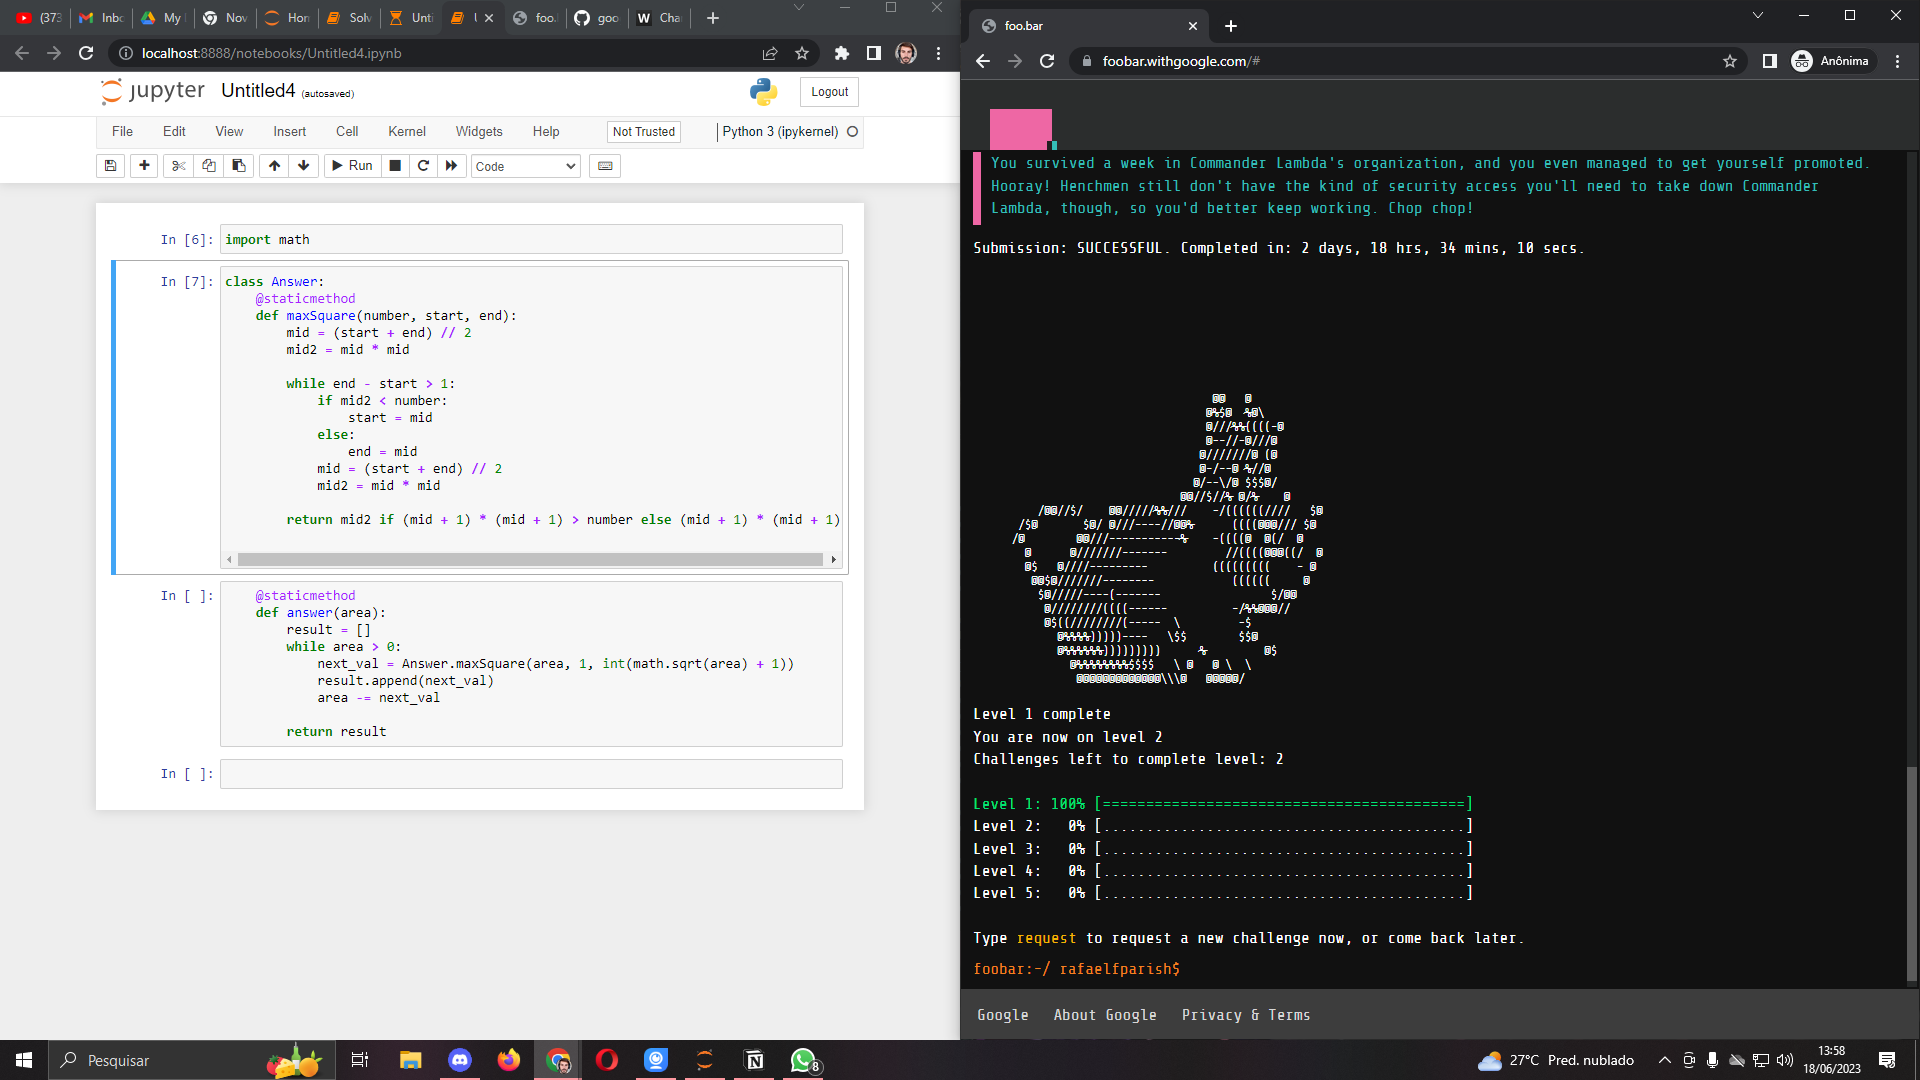 (373
Inbo
My
Nov
Hon
Solv
Unti
U
foo.
goo
W Cha
localhost:8888/notebooks/Untitled4.ipynb
jupyter Untitled4 (autosaved)
Logout
File Edit View Insert Cell Kernel Widgets Help
Not Trusted
Python 3 (ipykernel)
Run
Code
In [6]: import math
In [7]: class Answer:
@staticmethod
def maxSquare(number, start, end):
mid = (start + end) // 2
mid2 = mid * mid
while end - start > 1:
if mid2 < number:
start = mid
else:
end = mid
mid = (start + end) // 2
mid2 = mid * mid
return mid2 if (mid + 1) * (mid + 1) > number else (mid + 1) * (mid + 1)
In [ ]: @staticmethod
def answer(area):
result = []
while area > 0:
next_val = Answer.maxSquare(area, 1, int(math.sqrt(area) + 1))
result.append(next_val)
area -= next_val
return result
In [ ]:
foo.bar
foobar.withgoogle.com/#
Anônima
You survived a week in Commander Lambda's organization, and you even managed to get yourself promoted.
Hooray! Henchmen still don't have the kind of security access you'll need to take down Commander
Lambda, though, so you'd better keep working. Chop chop!
Submission: SUCCESSFUL. Completed in: 2 days, 18 hrs, 34 mins, 10 secs.
Level 1 complete
You are now on level 2
Challenges left to complete level: 2
Level 1: 100% [==========================================]
Level 2: 0% [..........................................]
Level 3: 0% [..........................................]
Level 4: 0% [..........................................]
Level 5: 0% [..........................................]
Type request to request a new challenge now, or come back later.
foobar:~/ rafaelfparish$
Google About Google Privacy & Terms
Pesquisar
8
27°C Pred. nublado
13:58
18/06/2023